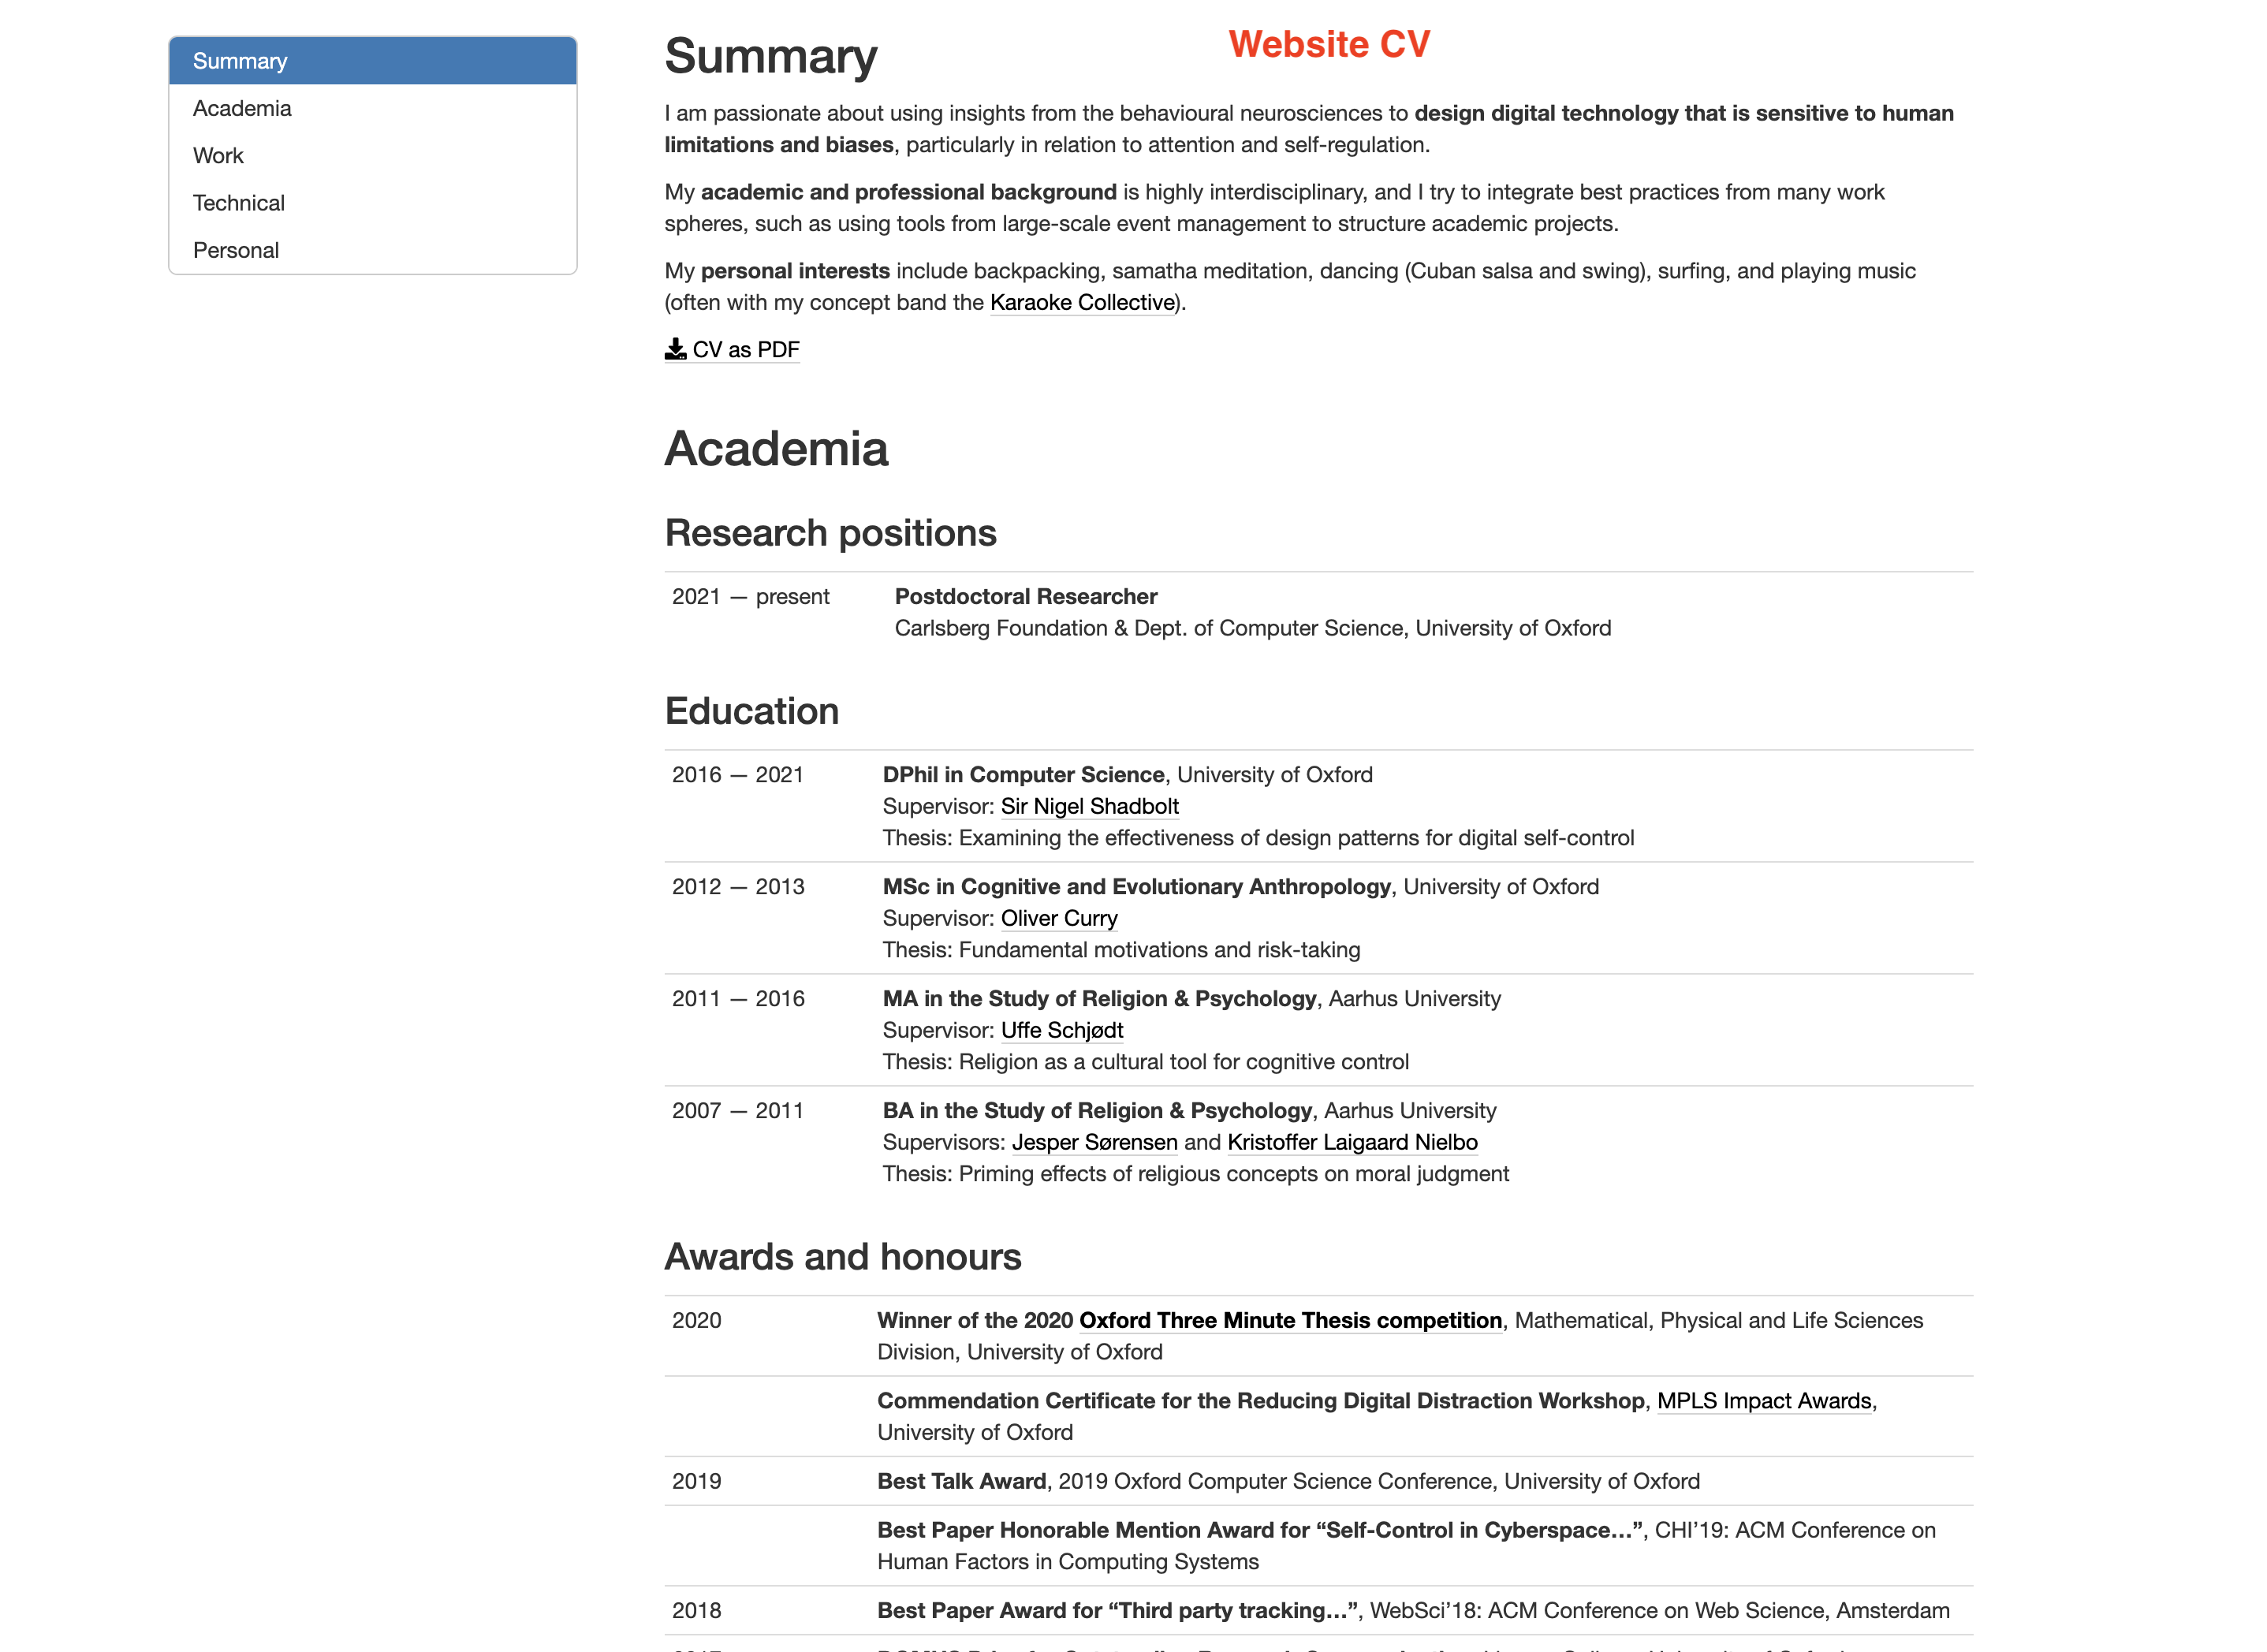 Summary
Academia
Work
Technical
Personal
Website CV
Summary
I am passionate about using insights from the behavioural neurosciences to design digital technology that is sensitive to human
limitations and biases, particularly in relation to attention and self-regulation.
My academic and professional background is highly interdisciplinary, and I try to integrate best practices from many work
spheres, such as using tools from large-scale event management to structure academic projects.
My personal interests include backpacking, samatha meditation, dancing (Cuban salsa and swing), surfing, and playing music
(often with my concept band the Karaoke Collective).
CV as PDF
Academia
Research positions
2021 — present Postdoctoral Researcher
Carlsberg Foundation & Dept. of Computer Science, University of Oxford
Education
2016 — 2021 DPhil in Computer Science, University of Oxford
Supervisor: Sir Nigel Shadbolt
Thesis: Examining the effectiveness of design patterns for digital self-control
2012 — 2013 MSc in Cognitive and Evolutionary Anthropology, University of Oxford
Supervisor: Oliver Curry
Thesis: Fundamental motivations and risk-taking
2011 — 2016 MA in the Study of Religion & Psychology, Aarhus University
Supervisor: Uffe Schjødt
Thesis: Religion as a cultural tool for cognitive control
2007 — 2011 BA in the Study of Religion & Psychology, Aarhus University
Supervisors: Jesper Sørensen and Kristoffer Laigaard Nielbo
Thesis: Priming effects of religious concepts on moral judgment
Awards and honours
2020 Winner of the 2020 Oxford Three Minute Thesis competition, Mathematical, Physical and Life Sciences
Division, University of Oxford
Commendation Certificate for the Reducing Digital Distraction Workshop, MPLS Impact Awards,
University of Oxford
2019 Best Talk Award, 2019 Oxford Computer Science Conference, University of Oxford
Best Paper Honorable Mention Award for “Self-Control in Cyberspace…”, CHI’19: ACM Conference on
Human Factors in Computing Systems
2018 Best Paper Award for “Third party tracking…”, WebSci’18: ACM Conference on Web Science, Amsterdam